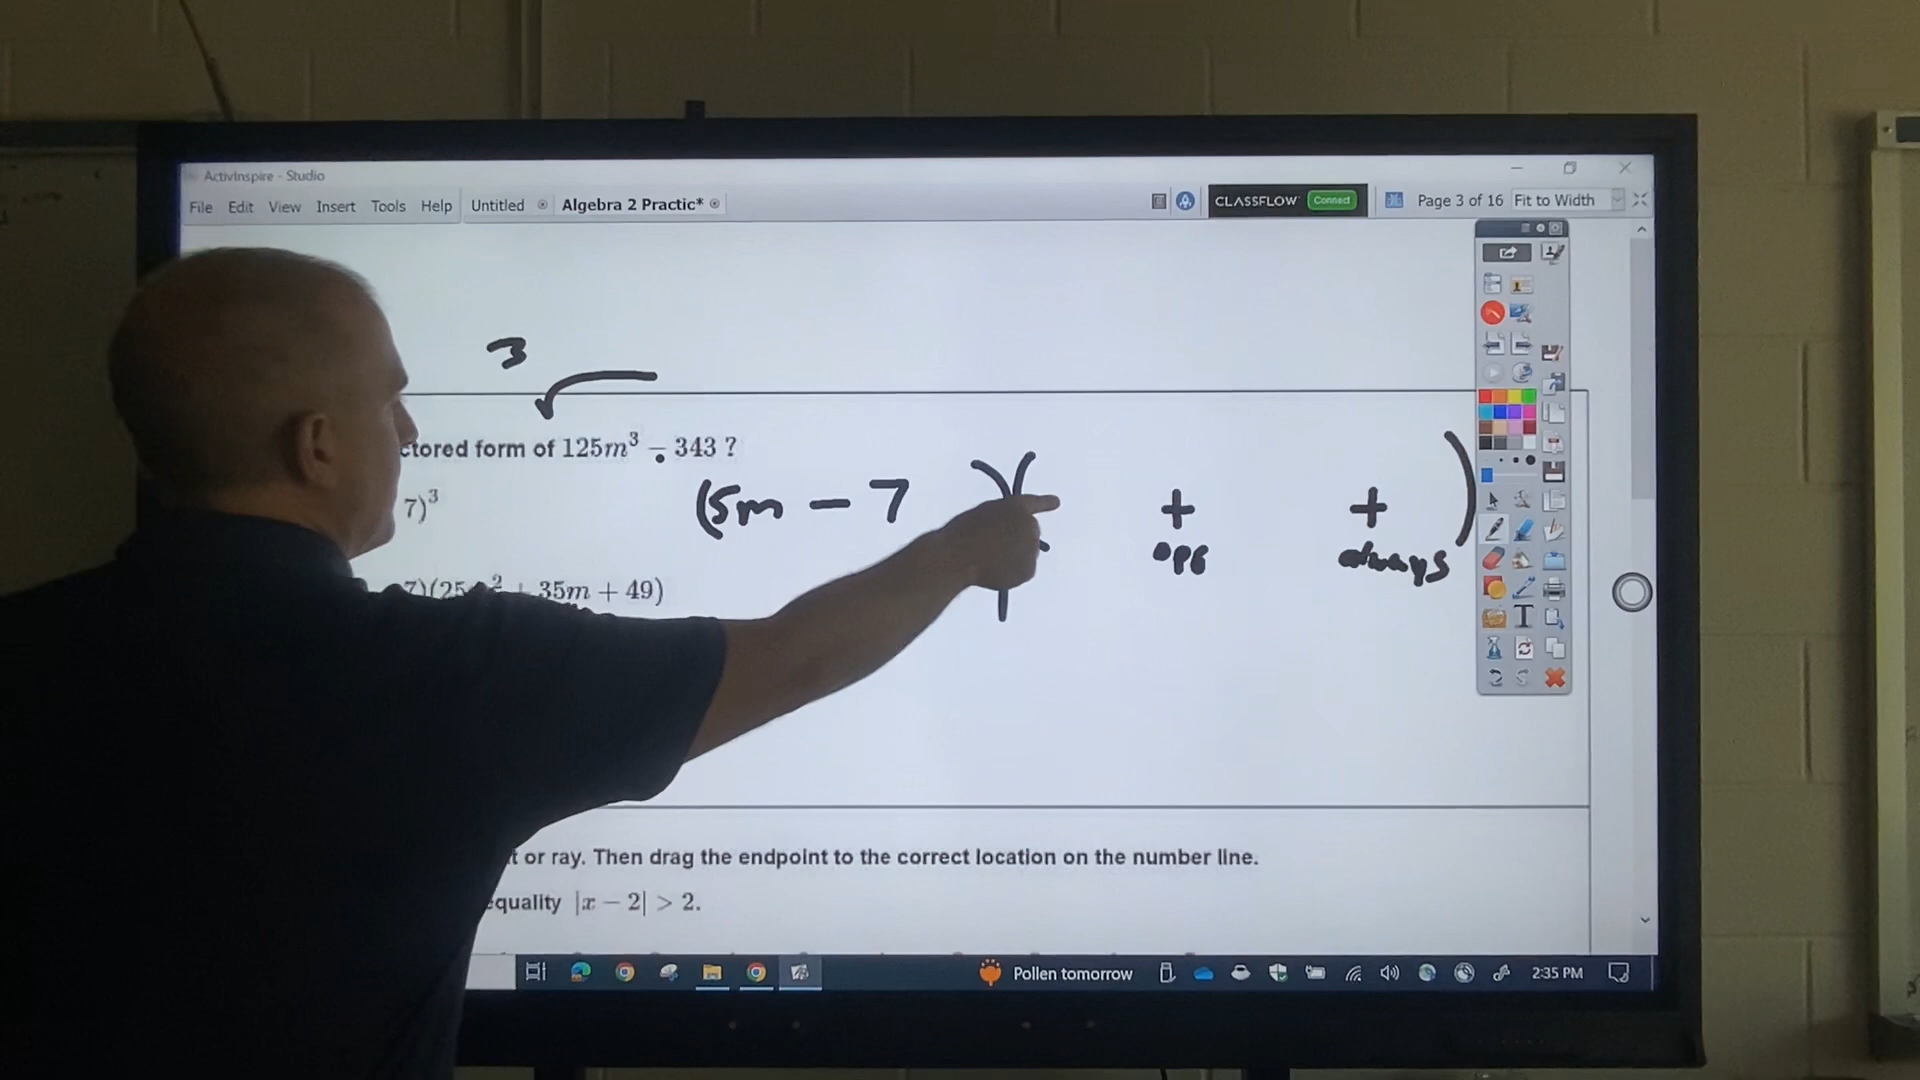 ActivInspire - Studio
File Edit View Insert Tools Help Untitled Algebra 2 Practic* CLASSFLOW Connect Page 3 of 16 Fit to Width
3
ctored form of 125m³ − 343 ?
7)³
(5m − 7 )( + + )
opp always
7)(25 ² + 35m + 49)
t or ray. Then drag the endpoint to the correct location on the number line.
equality |x − 2| > 2.
Pollen tomorrow 2:35 PM